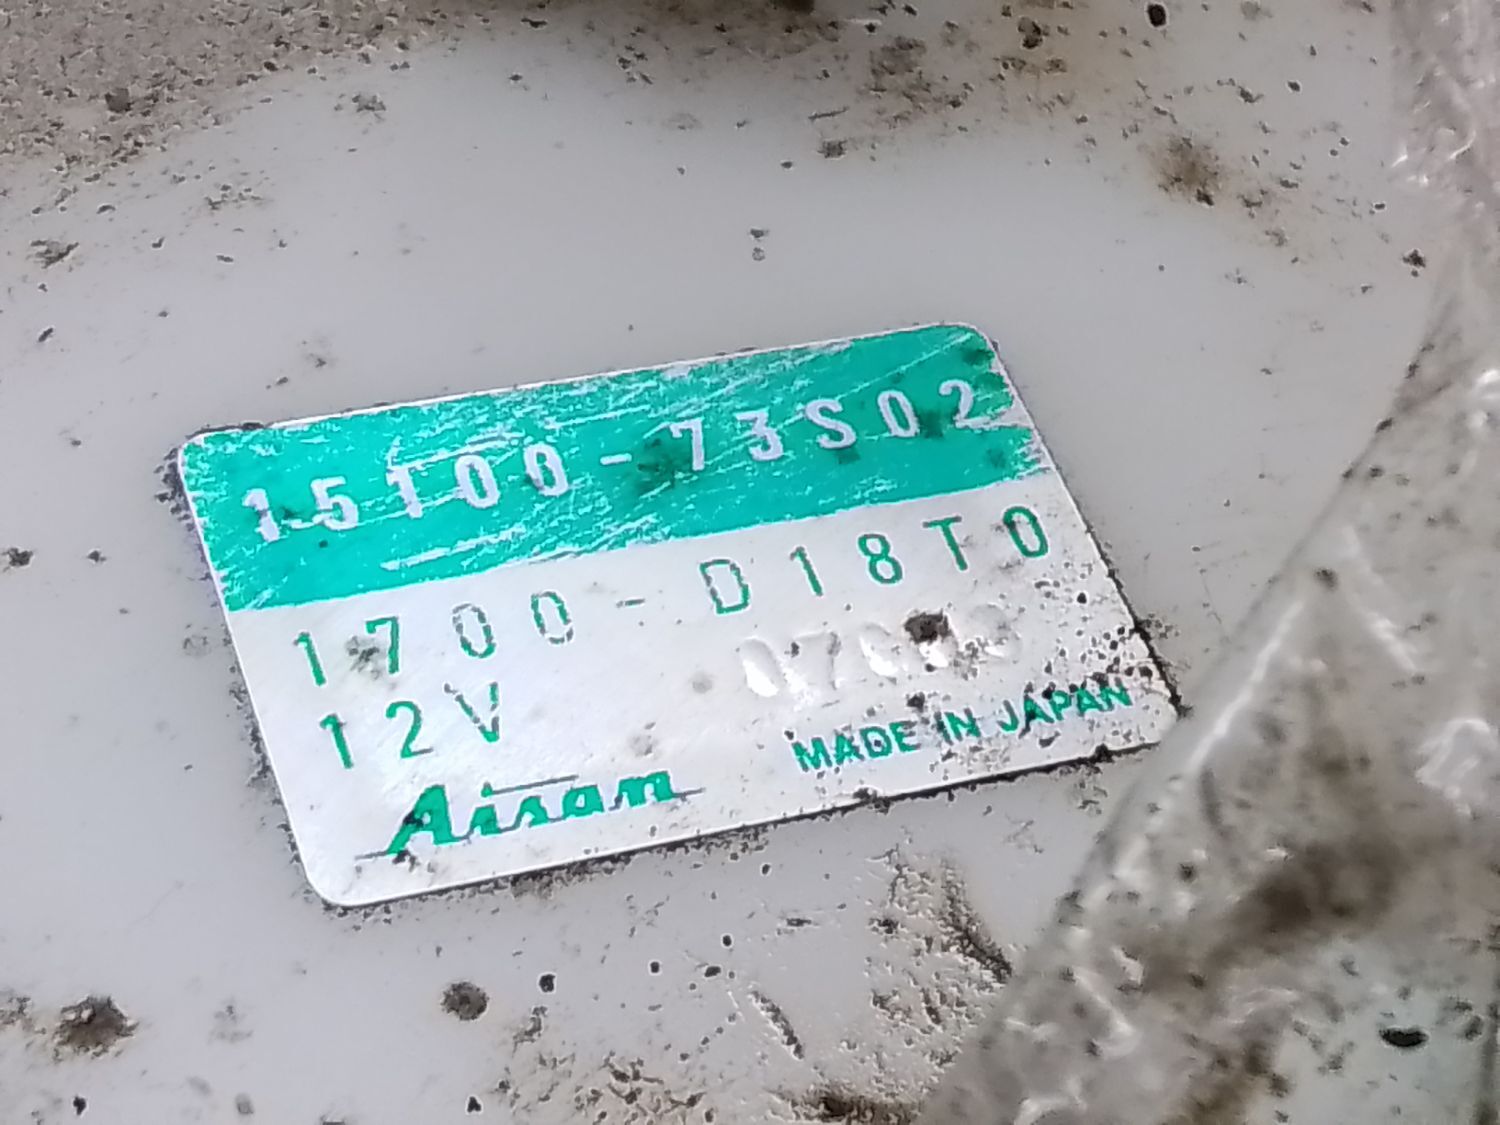 15100-73S02
1700-D18T0
12V
Aisan
MADE IN JAPAN